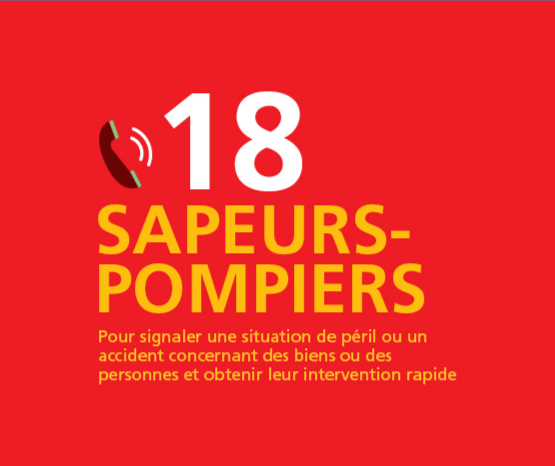 18
SAPEURS-
POMPIERS
Pour signaler une situation de péril ou un
accident concernant des biens ou des
personnes et obtenir leur intervention rapide